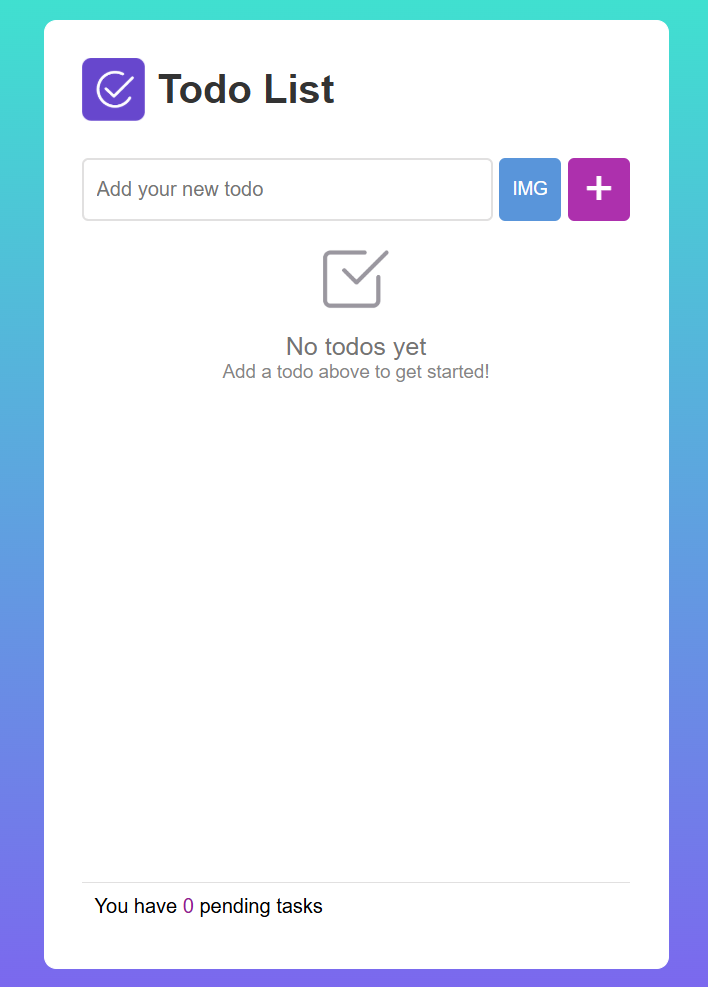 Todo List
Add your new todo
IMG
+
No todos yet
Add a todo above to get started!
You have 0 pending tasks